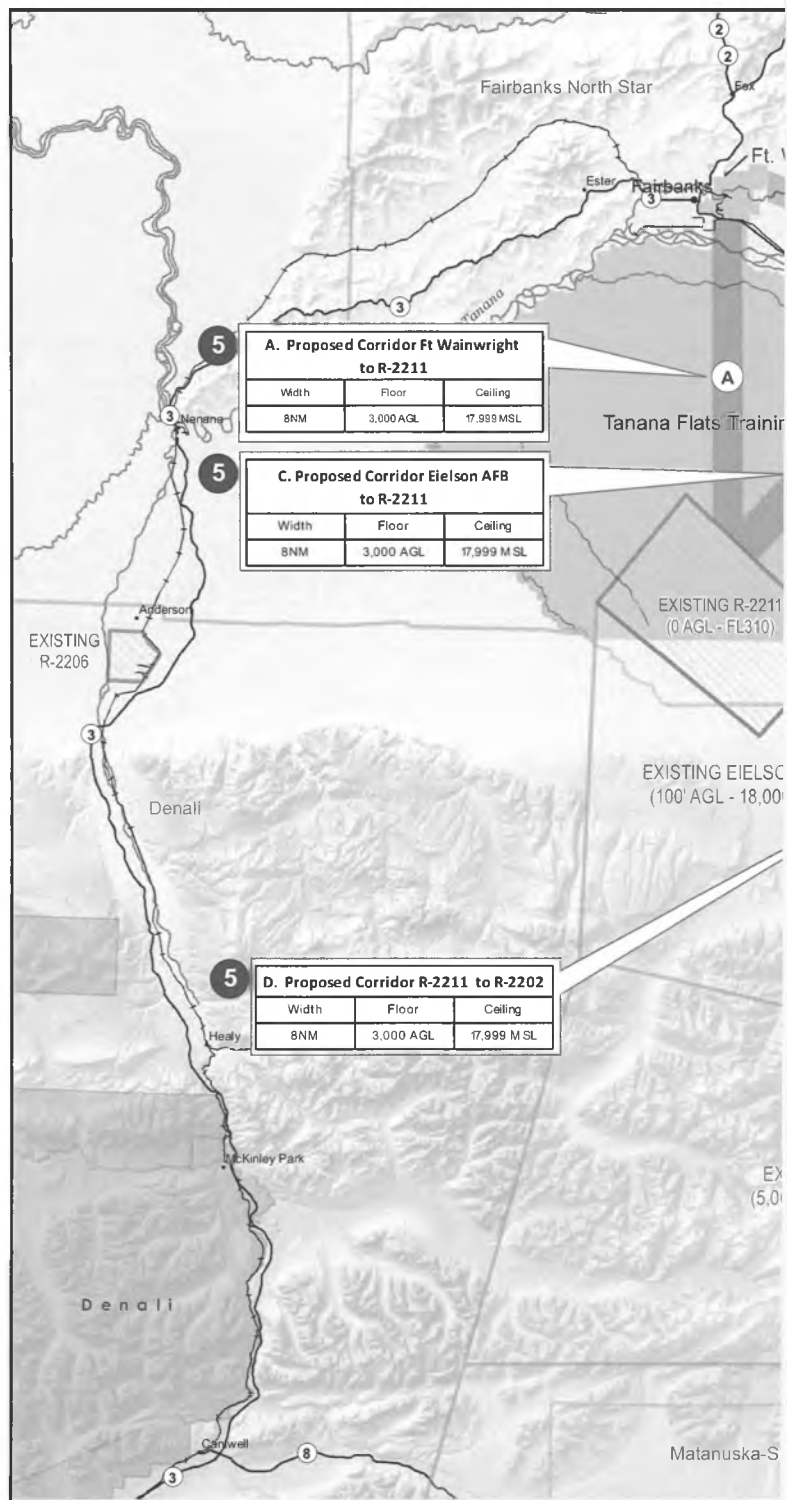 2
2
Fairbanks North Star
Fox
Ft.
Ester
Fairbanks
3
3
Tanana
5
A. Proposed Corridor Ft Wainwright
to R-2211
Width Floor Ceiling
8NM 3,000 AGL 17,999 MSL
A
3
Nenana
Tanana Flats Trainin
5
C. Proposed Corridor Eielson AFB
to R-2211
Width Floor Ceiling
8NM 3,000 AGL 17,999 MSL
Anderson
EXISTING
R-2206
EXISTING R-2211
(0 AGL - FL310)
3
EXISTING EIELSO
(100' AGL - 18,00
Denali
5
D. Proposed Corridor R-2211 to R-2202
Width Floor Ceiling
8NM 3,000 AGL 17,999 MSL
Healy
McKinley Park
EX
(5,0
Denali
Cantwell
8
3
Matanuska-S